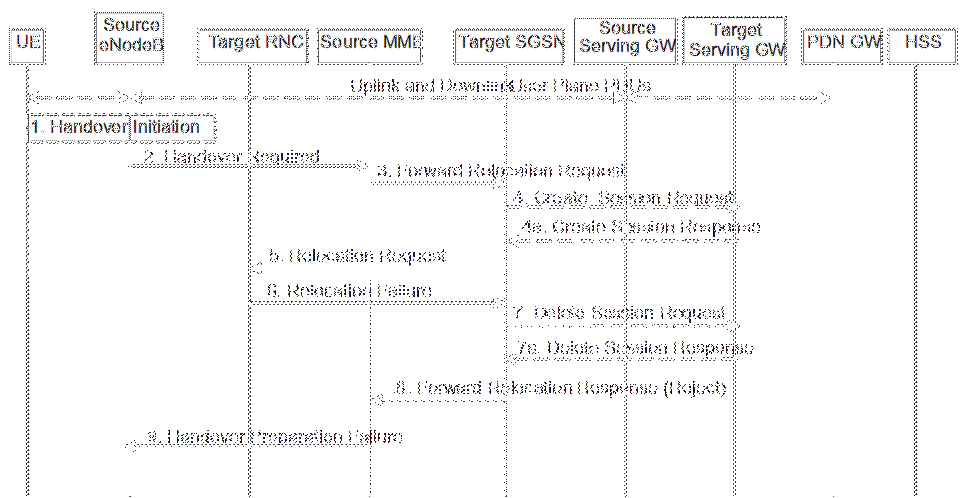 UE
Source
eNodeB
Target RNC
Source MME
Target SGSN
Source
Serving GW
Target
Serving GW
PDN GW
HSS
Uplink and Downlink User Plane PDUs
1. Handover Initiation
2. Handover Required
3. Forward Relocation Request
4. Create Session Request
4a. Create Session Response
5. Relocation Request
6. Relocation Failure
7. Delete Session Request
7a. Delete Session Response
8. Forward Relocation Response (Reject)
9. Handover Preparation Failure